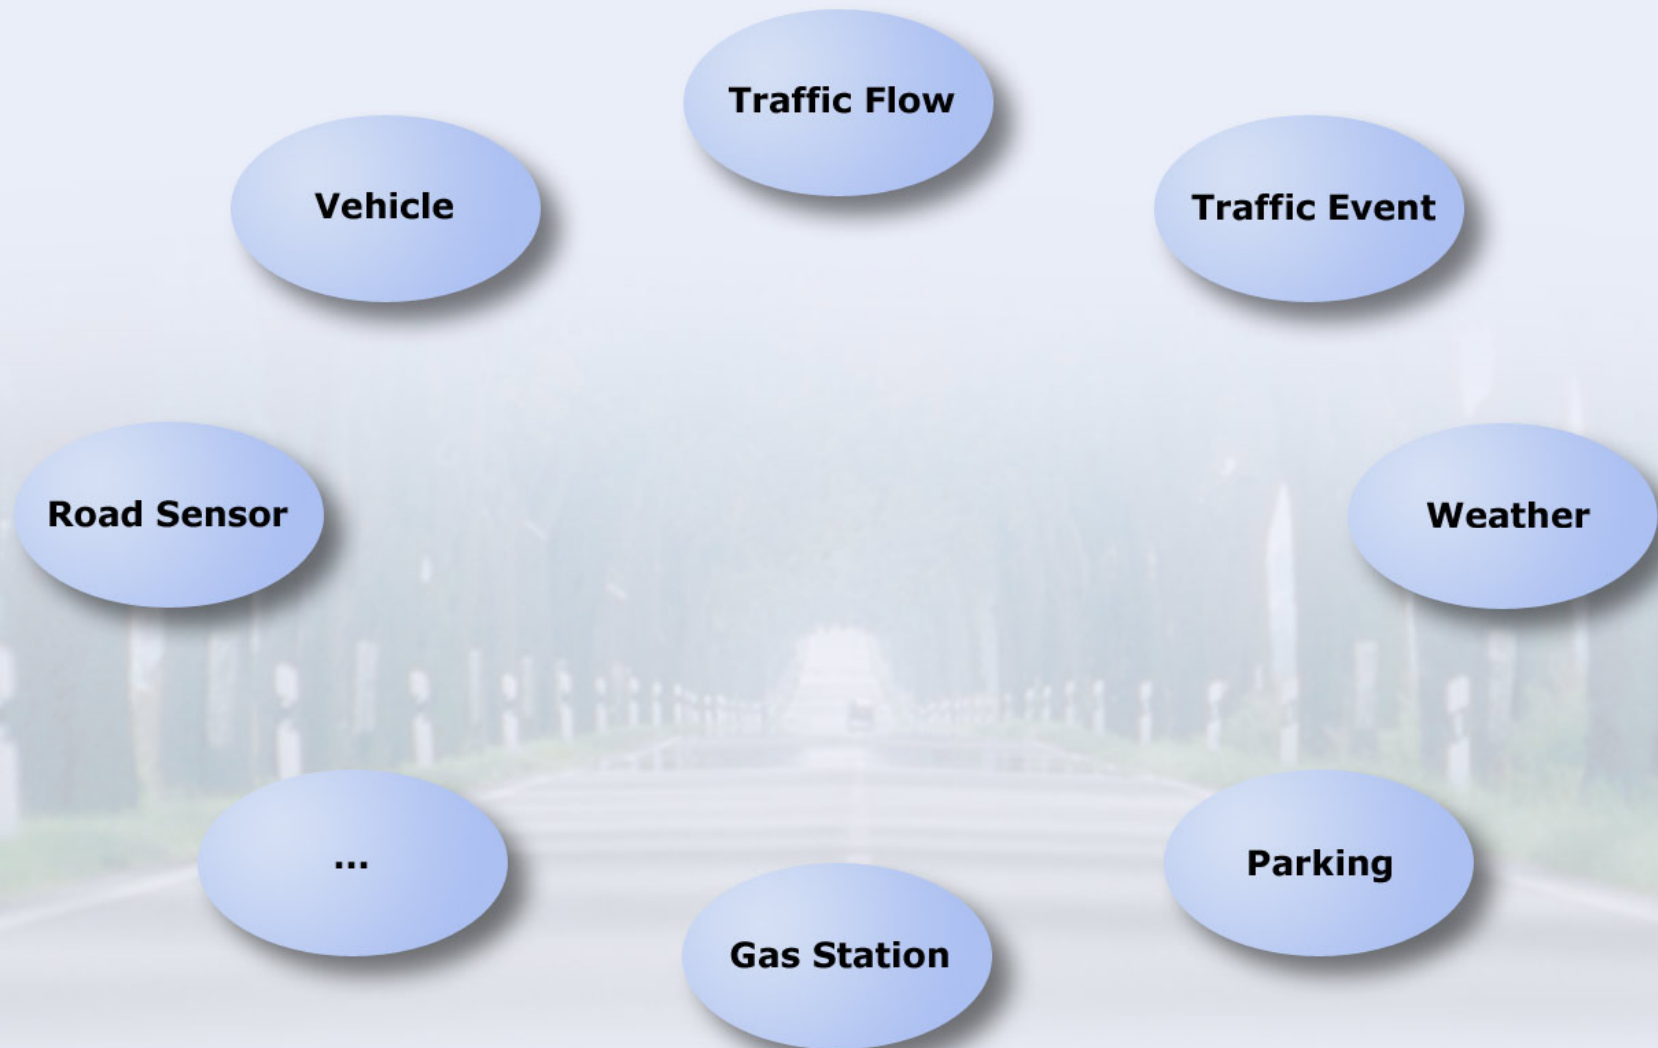 Traffic Flow
Vehicle
Traffic Event
Road Sensor
Weather
...
Parking
Gas Station